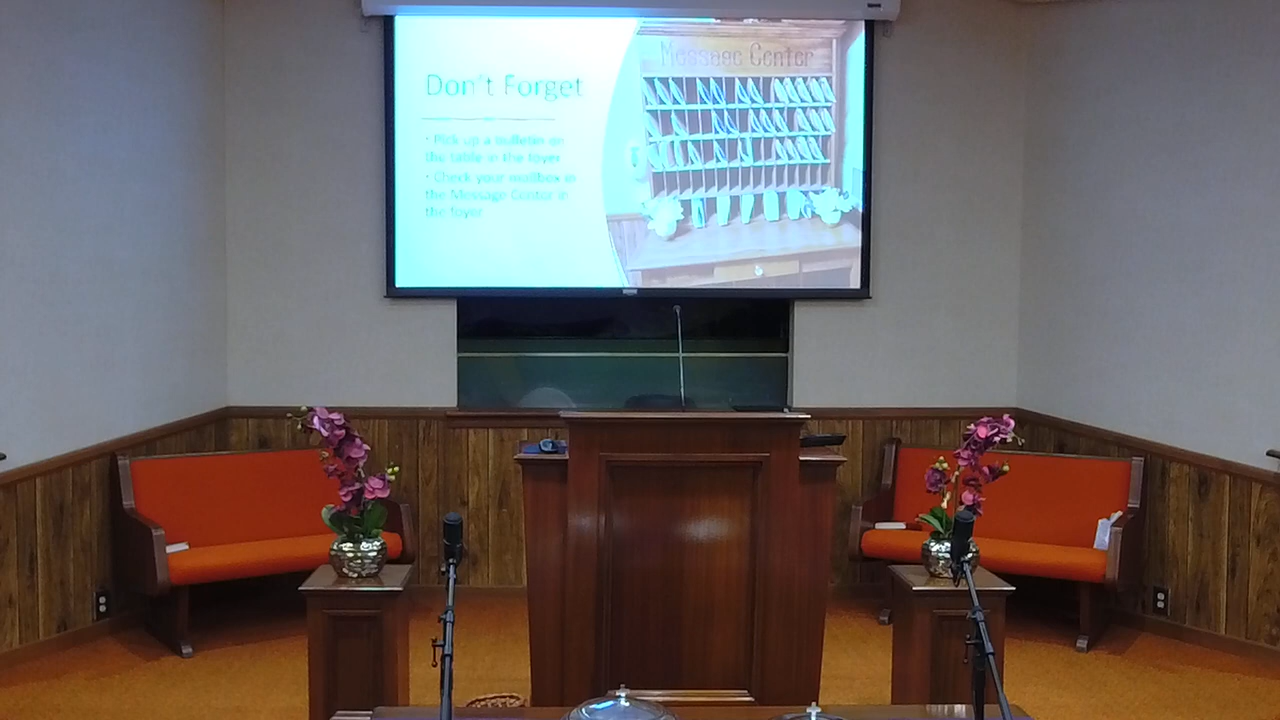 Message Center
Don't Forget
• Pick up a bulletin on
the table in the foyer
• Check your mailbox in
the Message Center in
the foyer